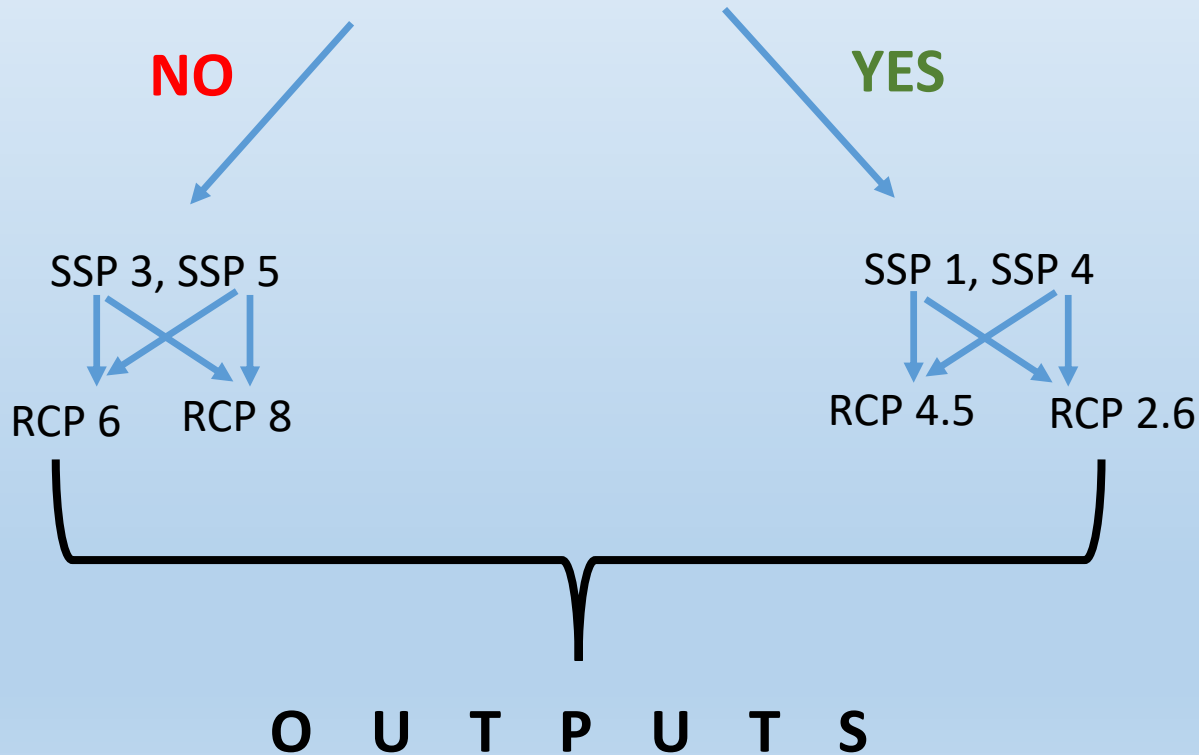 NO
YES
SSP 3, SSP 5
SSP 1, SSP 4
RCP 6
RCP 8
RCP 4.5
RCP 2.6
O U T P U T S